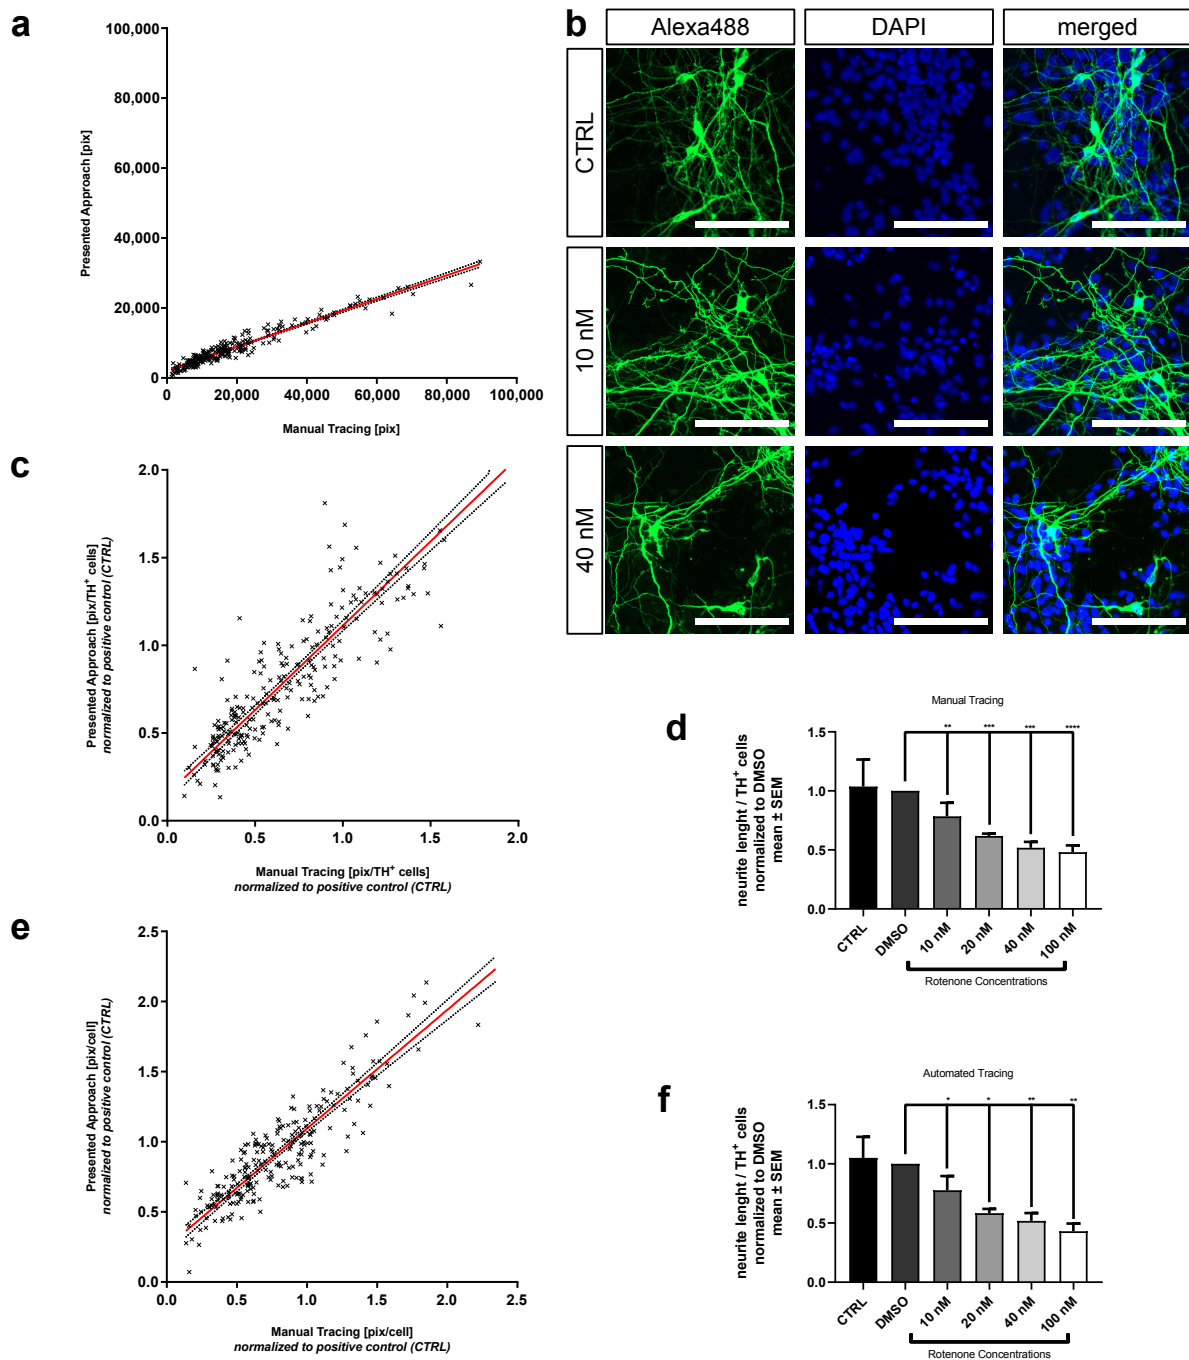 a
100,000
80,000
60,000
40,000
20,000
0
Presented Approach [pix]
0 20,000 40,000 60,000 80,000 100,000
Manual Tracing [pix]
b
Alexa488 DAPI merged
CTRL
10 nM
40 nM
c
2.0
1.5
1.0
0.5
0.0
Presented Approach [pix/TH⁺ cells]
normalized to positive control (CTRL)
0.0 0.5 1.0 1.5 2.0
Manual Tracing [pix/TH⁺ cells]
normalized to positive control (CTRL)
d
Manual Tracing
** *** *** ****
1.5
1.0
0.5
0.0
neurite lenght / TH⁺ cells
normalized to DMSO
mean ± SEM
CTRL DMSO 10 nM 20 nM 40 nM 100 nM
Rotenone Concentrations
e
2.5
2.0
1.5
1.0
0.5
0.0
Presented Approach [pix/cell]
normalized to positive control (CTRL)
0.0 0.5 1.0 1.5 2.0 2.5
Manual Tracing [pix/cell]
normalized to positive control (CTRL)
f
Automated Tracing
* * ** **
1.5
1.0
0.5
0.0
neurite lenght / TH⁺ cells
normalized to DMSO
mean ± SEM
CTRL DMSO 10 nM 20 nM 40 nM 100 nM
Rotenone Concentrations